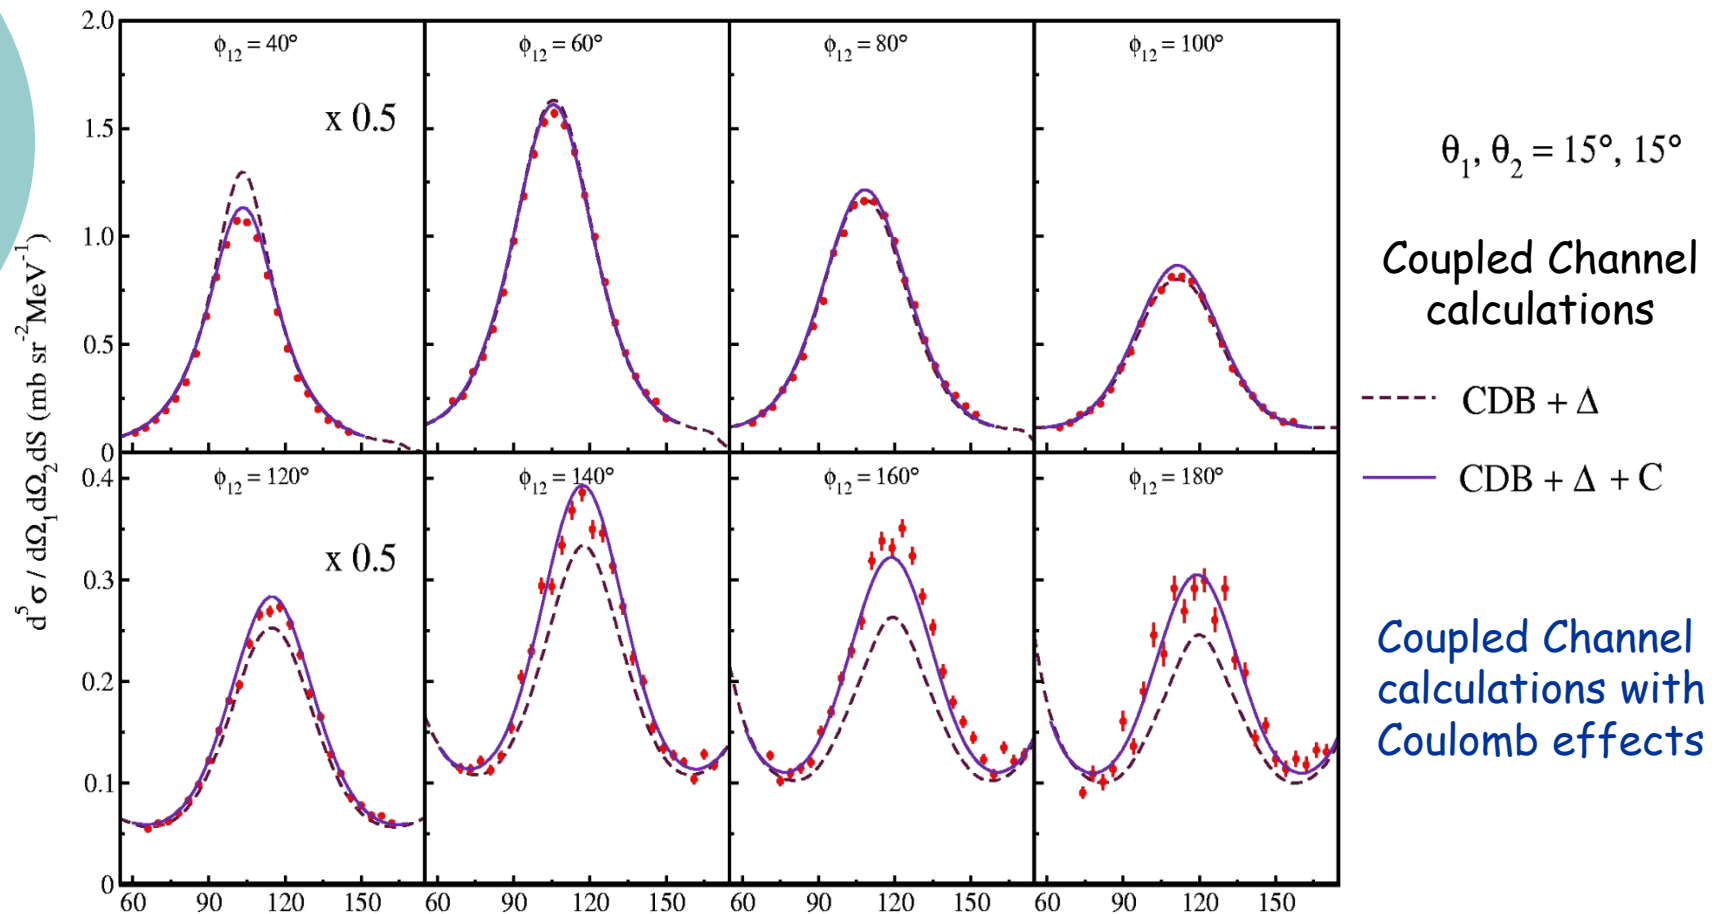 2.0
1.5
1.0
0.5
0
ϕ₁₂ = 40°
x 0.5
ϕ₁₂ = 60°
ϕ₁₂ = 80°
ϕ₁₂ = 100°
d⁵ σ / dΩ₁dΩ₂dS (mb sr⁻²MeV⁻¹)
0.4
0.3
0.2
0.1
0
ϕ₁₂ = 120°
x 0.5
ϕ₁₂ = 140°
ϕ₁₂ = 160°
ϕ₁₂ = 180°
60 90 120 150 60 90 120 150 60 90 120 150 60 90 120 150
θ₁, θ₂ = 15°, 15°
Coupled Channel
calculations
CDB + Δ
CDB + Δ + C
Coupled Channel
calculations with
Coulomb effects